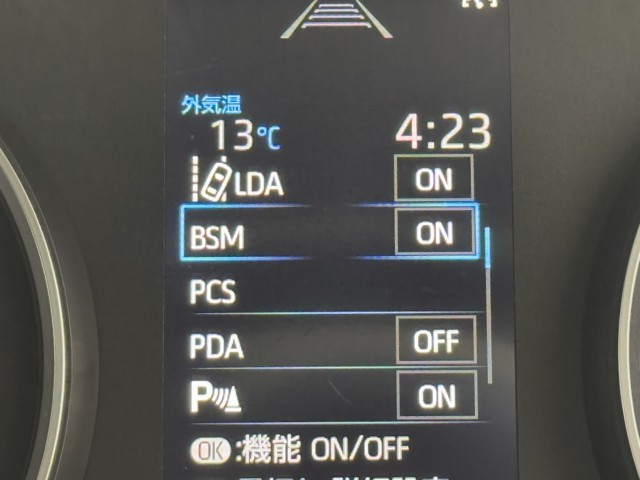 外気温
13℃ 4:23
LDA ON
BSM ON
PCS
PDA OFF
P ON
OK :機能 ON/OFF